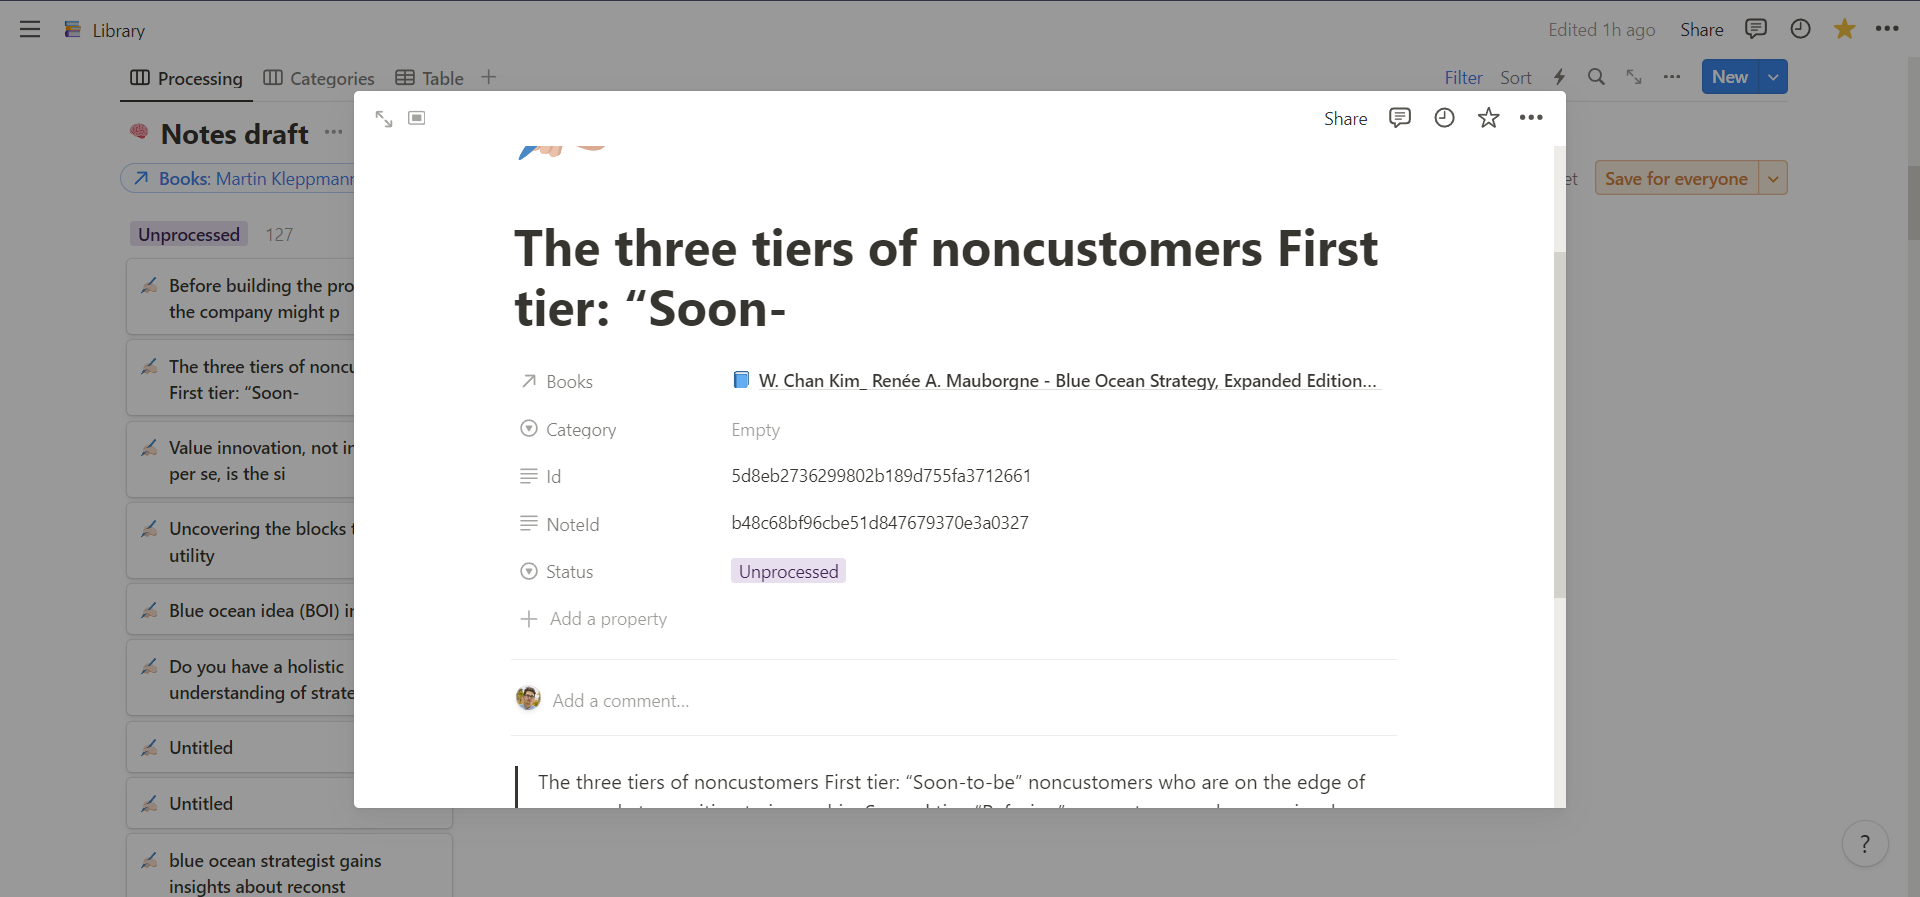 Library
Edited 1h ago Share
Processing Categories Table
Filter Sort New
Notes draft
Books: Martin Kleppmann
et Save for everyone
Unprocessed 127
Before building the pro
the company might p
The three tiers of noncu
First tier: “Soon-
Value innovation, not in
per se, is the si
Uncovering the blocks t
utility
Blue ocean idea (BOI) in
Do you have a holistic
understanding of strate
Untitled
Untitled
blue ocean strategist gains
insights about reconst
Share
The three tiers of noncustomers First
tier: “Soon-
Books W. Chan Kim_ Renée A. Mauborgne - Blue Ocean Strategy, Expanded Edition...
Category Empty
Id 5d8eb2736299802b189d755fa3712661
NoteId b48c68bf96cbe51d847679370e3a0327
Status Unprocessed
Add a property
Add a comment...
The three tiers of noncustomers First tier: “Soon-to-be” noncustomers who are on the edge of
?